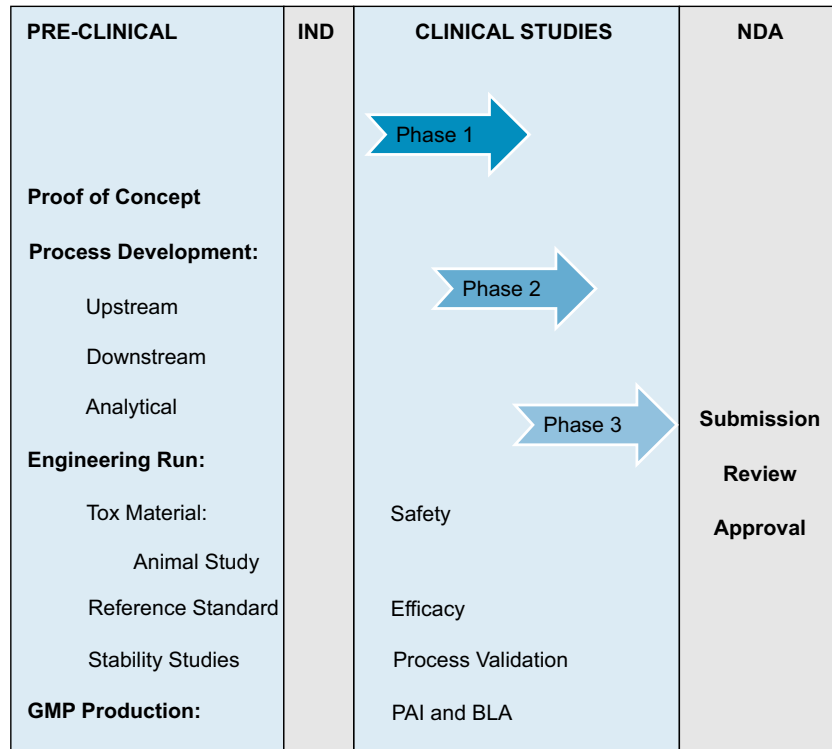 PRE-CLINICAL
IND
CLINICAL STUDIES
NDA
Phase 1
Proof of Concept
Process Development:
Phase 2
Upstream
Downstream
Analytical
Phase 3
Submission
Engineering Run:
Review
Tox Material:
Safety
Approval
Animal Study
Reference Standard
Efficacy
Stability Studies
Process Validation
GMP Production:
PAI and BLA